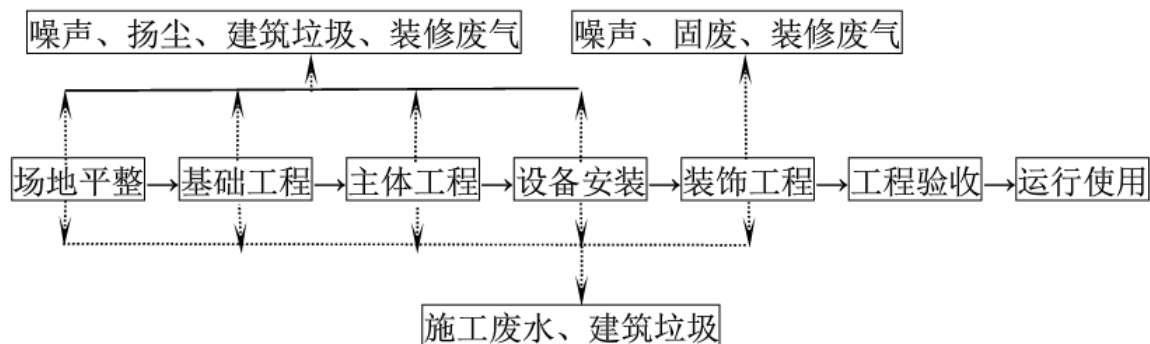 噪声、扬尘、建筑垃圾、装修废气 噪声、固废、装修废气
场地平整→基础工程→主体工程→设备安装→装饰工程→工程验收→运行使用
施工废水、建筑垃圾